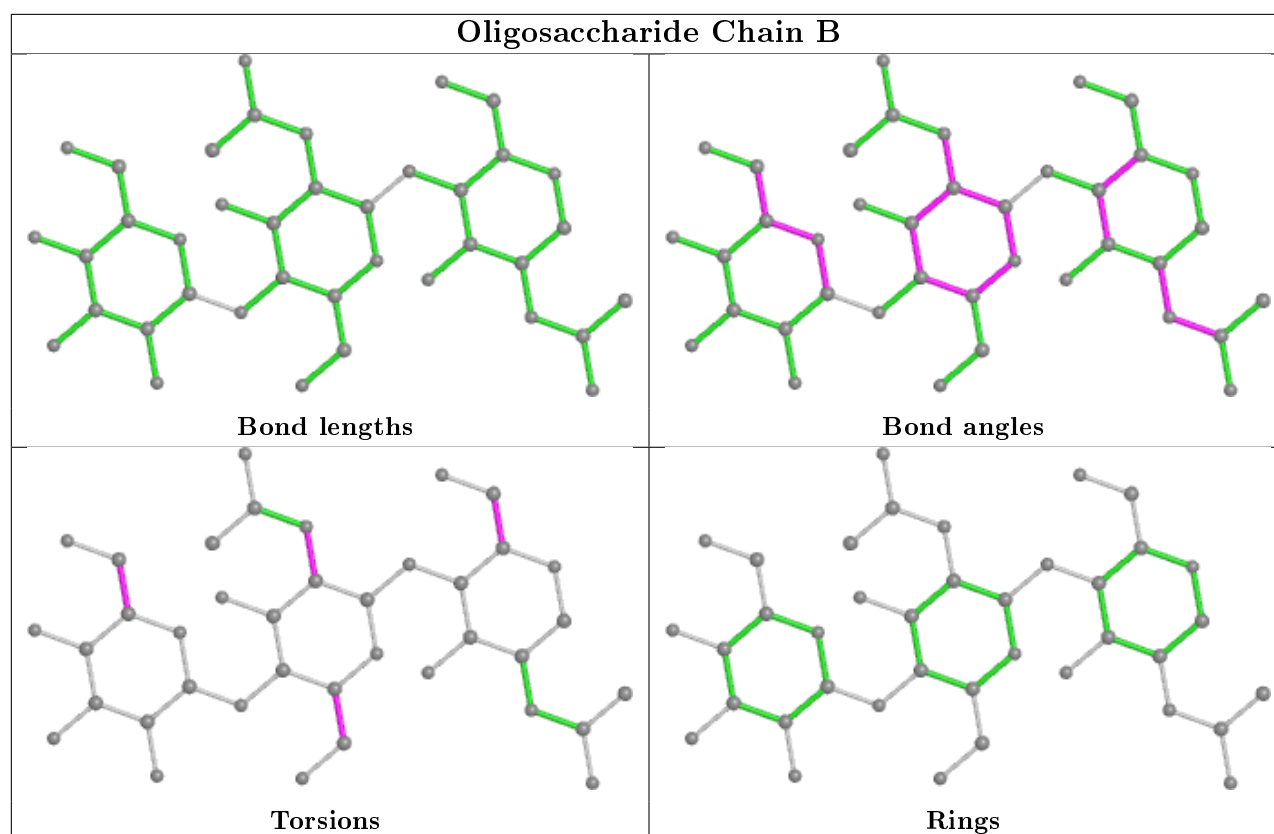 Oligosaccharide Chain B
Bond lengths
Bond angles
Torsions
Rings